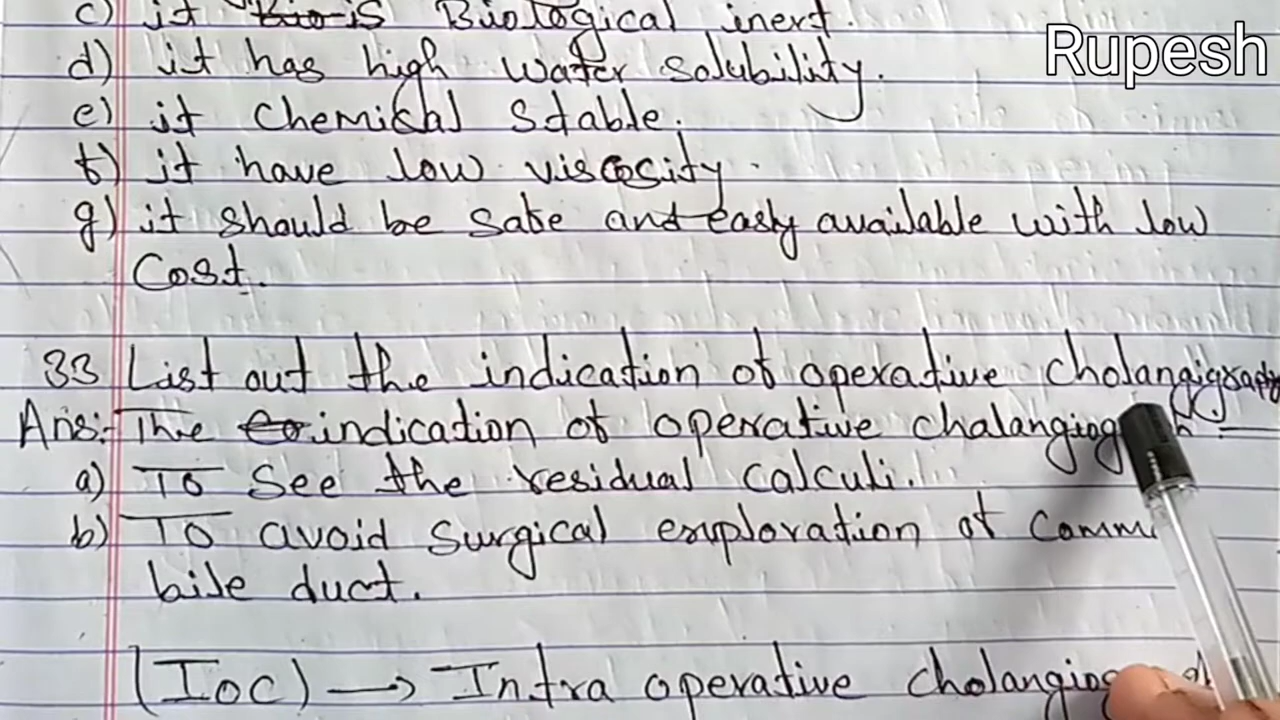 c) it is Biological inert.
Rupesh
d) it has high water solubility.
e) it chemical stable.
f) it have low viscosity.
g) it should be safe and easly available with low
cost.
33 List out the indication of operative cholangigraphy
Ans:- The indication of operative
a) To see the residual calculi.
b) To avoid surgical exploration of
bile duct.
(IOC) → Intra operative